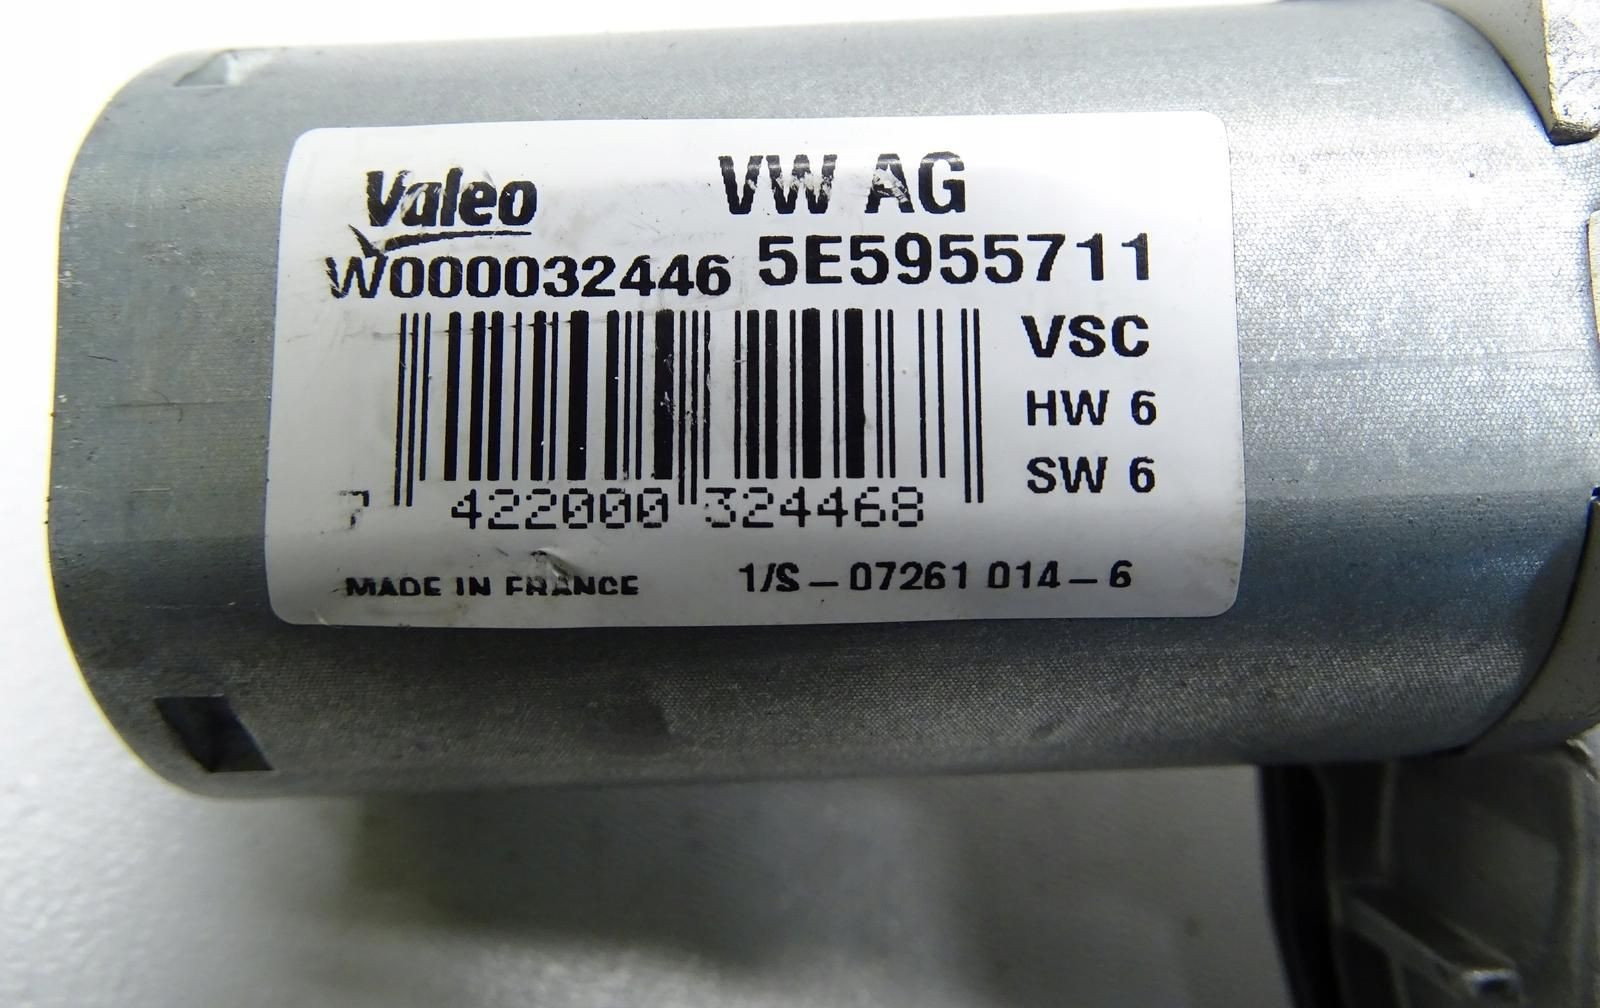 Valeo VW AG
W000032446 5E5955711
VSC
HW 6
SW 6
7 422000 324468
MADE IN FRANCE 1/S-07261 014-6